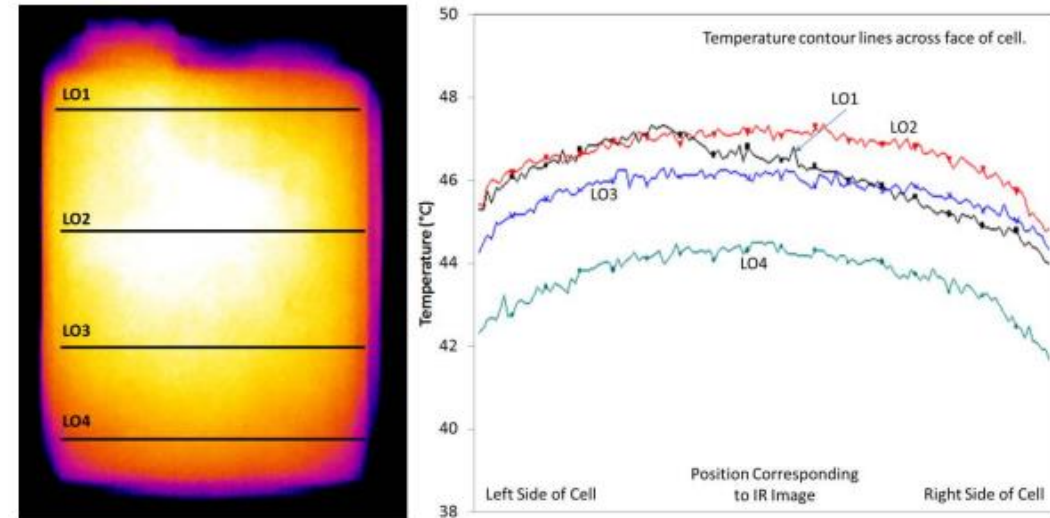 LO1
LO2
LO3
LO4
50
48
46
44
42
40
38
Temperature (°C)
Temperature contour lines across face of cell.
LO1
LO2
LO3
LO4
Position Corresponding
to IR Image
Left Side of Cell
Right Side of Cell